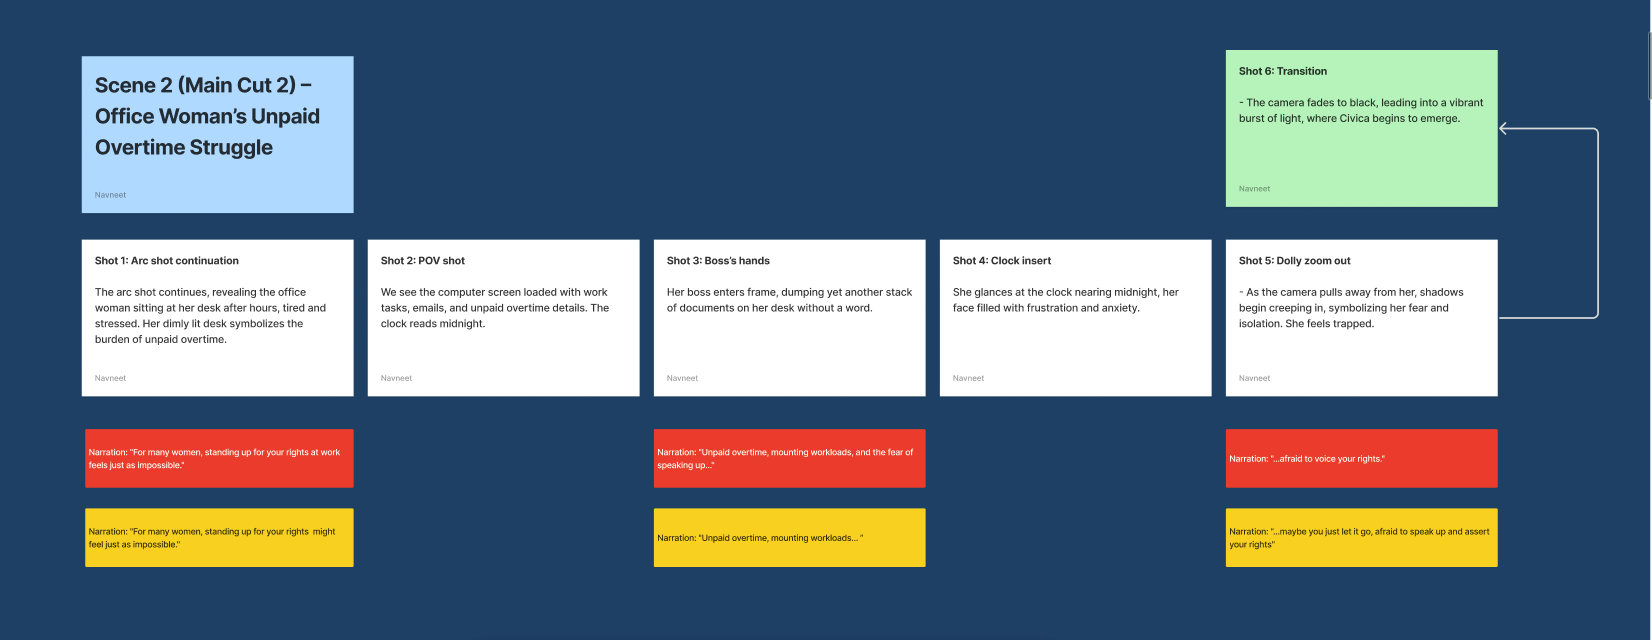 Scene 2 (Main Cut 2) –
Office Woman's Unpaid
Overtime Struggle
Navneet
Shot 6: Transition
- The camera fades to black, leading into a vibrant
burst of light, where Civica begins to emerge.
Navneet
Shot 1: Arc shot continuation
The arc shot continues, revealing the office
woman sitting at her desk after hours, tired and
stressed. Her dimly lit desk symbolizes the
burden of unpaid overtime.
Navneet
Shot 2: POV shot
We see the computer screen loaded with work
tasks, emails, and unpaid overtime details. The
clock reads midnight.
Navneet
Shot 3: Boss's hands
Her boss enters frame, dumping yet another stack
of documents on her desk without a word.
Navneet
Shot 4: Clock insert
She glances at the clock nearing midnight, her
face filled with frustration and anxiety.
Navneet
Shot 5: Dolly zoom out
- As the camera pulls away from her, shadows
begin creeping in, symbolizing her fear and
isolation. She feels trapped.
Navneet
Narration: "For many women, standing up for your rights at work
feels just as impossible."
Narration: "Unpaid overtime, mounting workloads, and the fear of
speaking up..."
Narration: "...afraid to voice your rights."
Narration: "For many women, standing up for your rights  might
feel just as impossible."
Narration: "Unpaid overtime, mounting workloads... "
Narration: "...maybe you just let it go, afraid to speak up and assert
your rights"